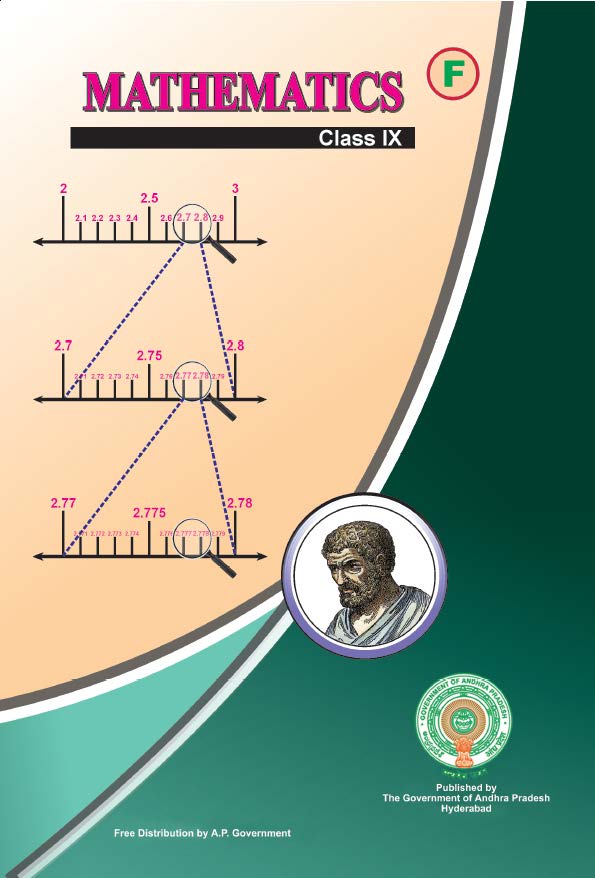 MATHEMATICS
F
Class IX
2
3
2.5
2.1 2.2 2.3 2.4 2.6 2.7 2.8 2.9
2.7
2.8
2.75
2.72 2.73 2.74 2.76 2.77 2.78 2.79
2.77
2.78
2.775
2.772 2.773 2.774 2.776 2.777 2.778 2.779
GOVERNMENT OF ANDHRA PRADESH
Published by
The Government of Andhra Pradesh
Hyderabad
Free Distribution by A.P. Government